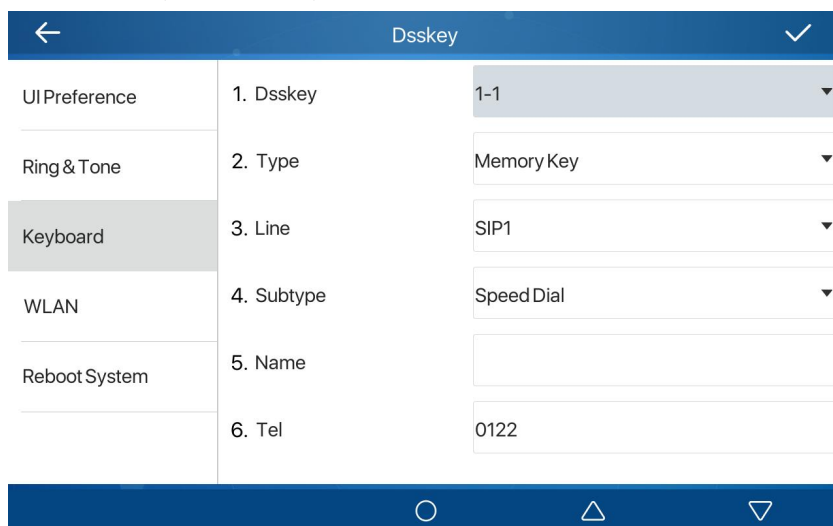 Dsskey
UI Preference
Ring & Tone
Keyboard
WLAN
Reboot System
1. Dsskey 1-1
2. Type Memory Key
3. Line SIP1
4. Subtype Speed Dial
5. Name
6. Tel 0122